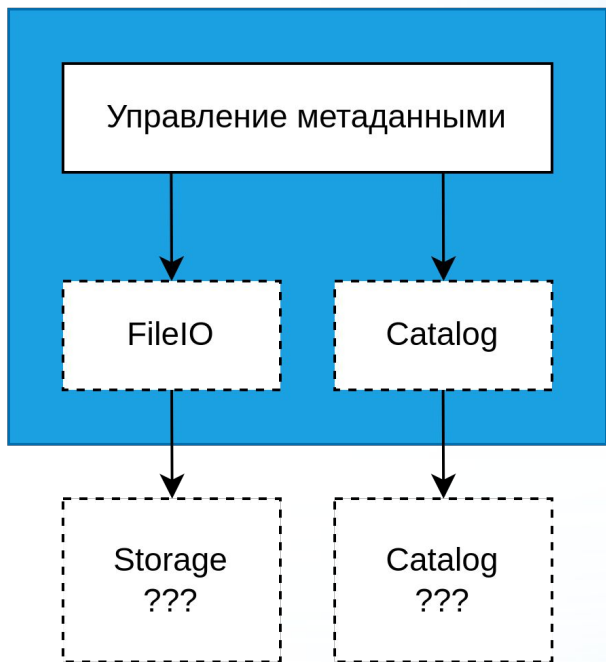 Управление метаданными
FileIO
Catalog
Storage
???
Catalog
???